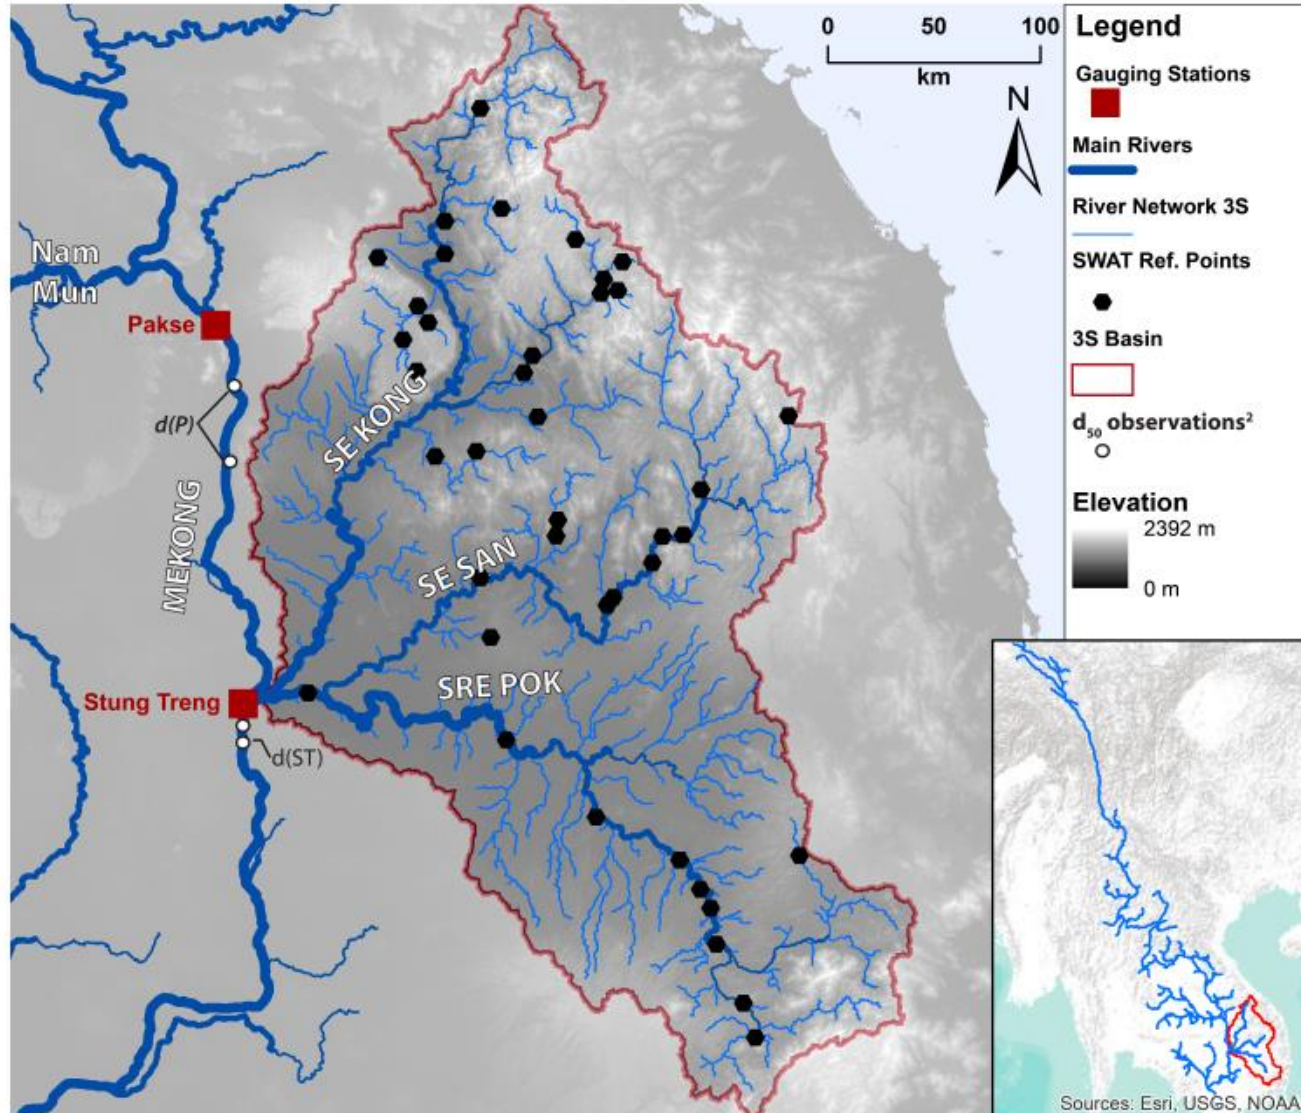 0 50 100
km
N
Nam
Mun
Pakse
d(P)
MEKONG
SE KONG
SE SAN
SRE POK
Stung Treng
d(ST)
Legend
Gauging Stations
Main Rivers
River Network 3S
SWAT Ref. Points
3S Basin
d₅₀ observations²
Elevation
2392 m
0 m
Sources: Esri, USGS, NOAA